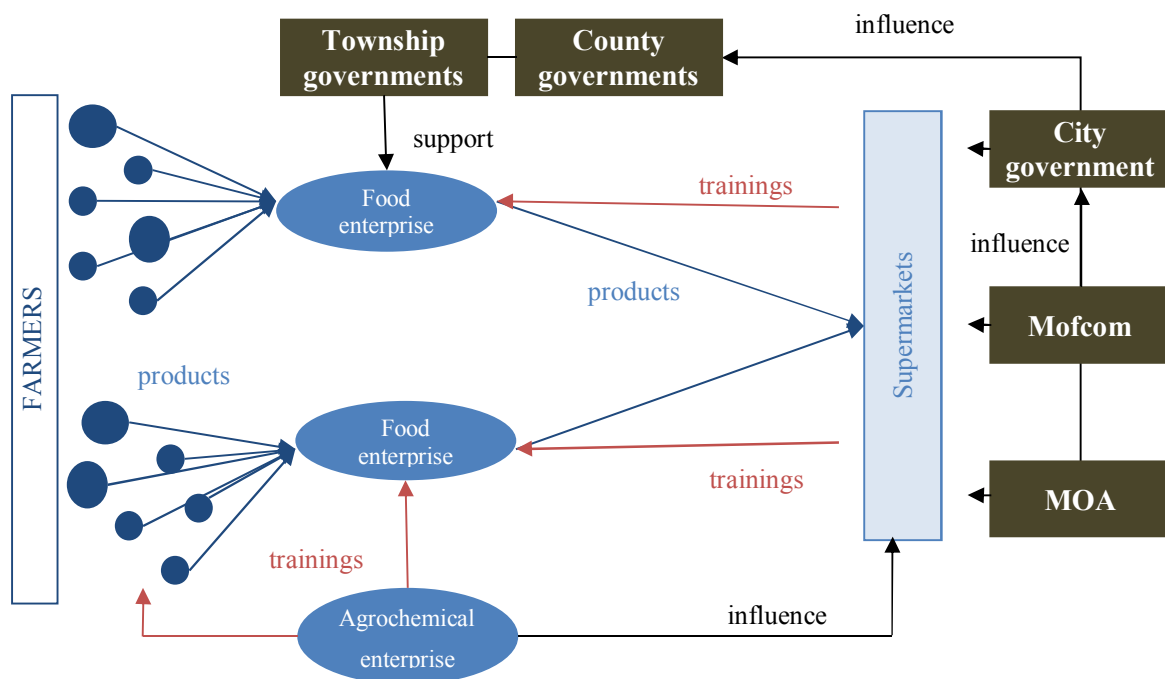 influence
Township
governments
County
governments
support
City
government
Food
enterprise
trainings
influence
products
Mofcom
FARMERS
Supermarkets
products
Food
enterprise
trainings
MOA
trainings
Agrochemical
enterprise
influence